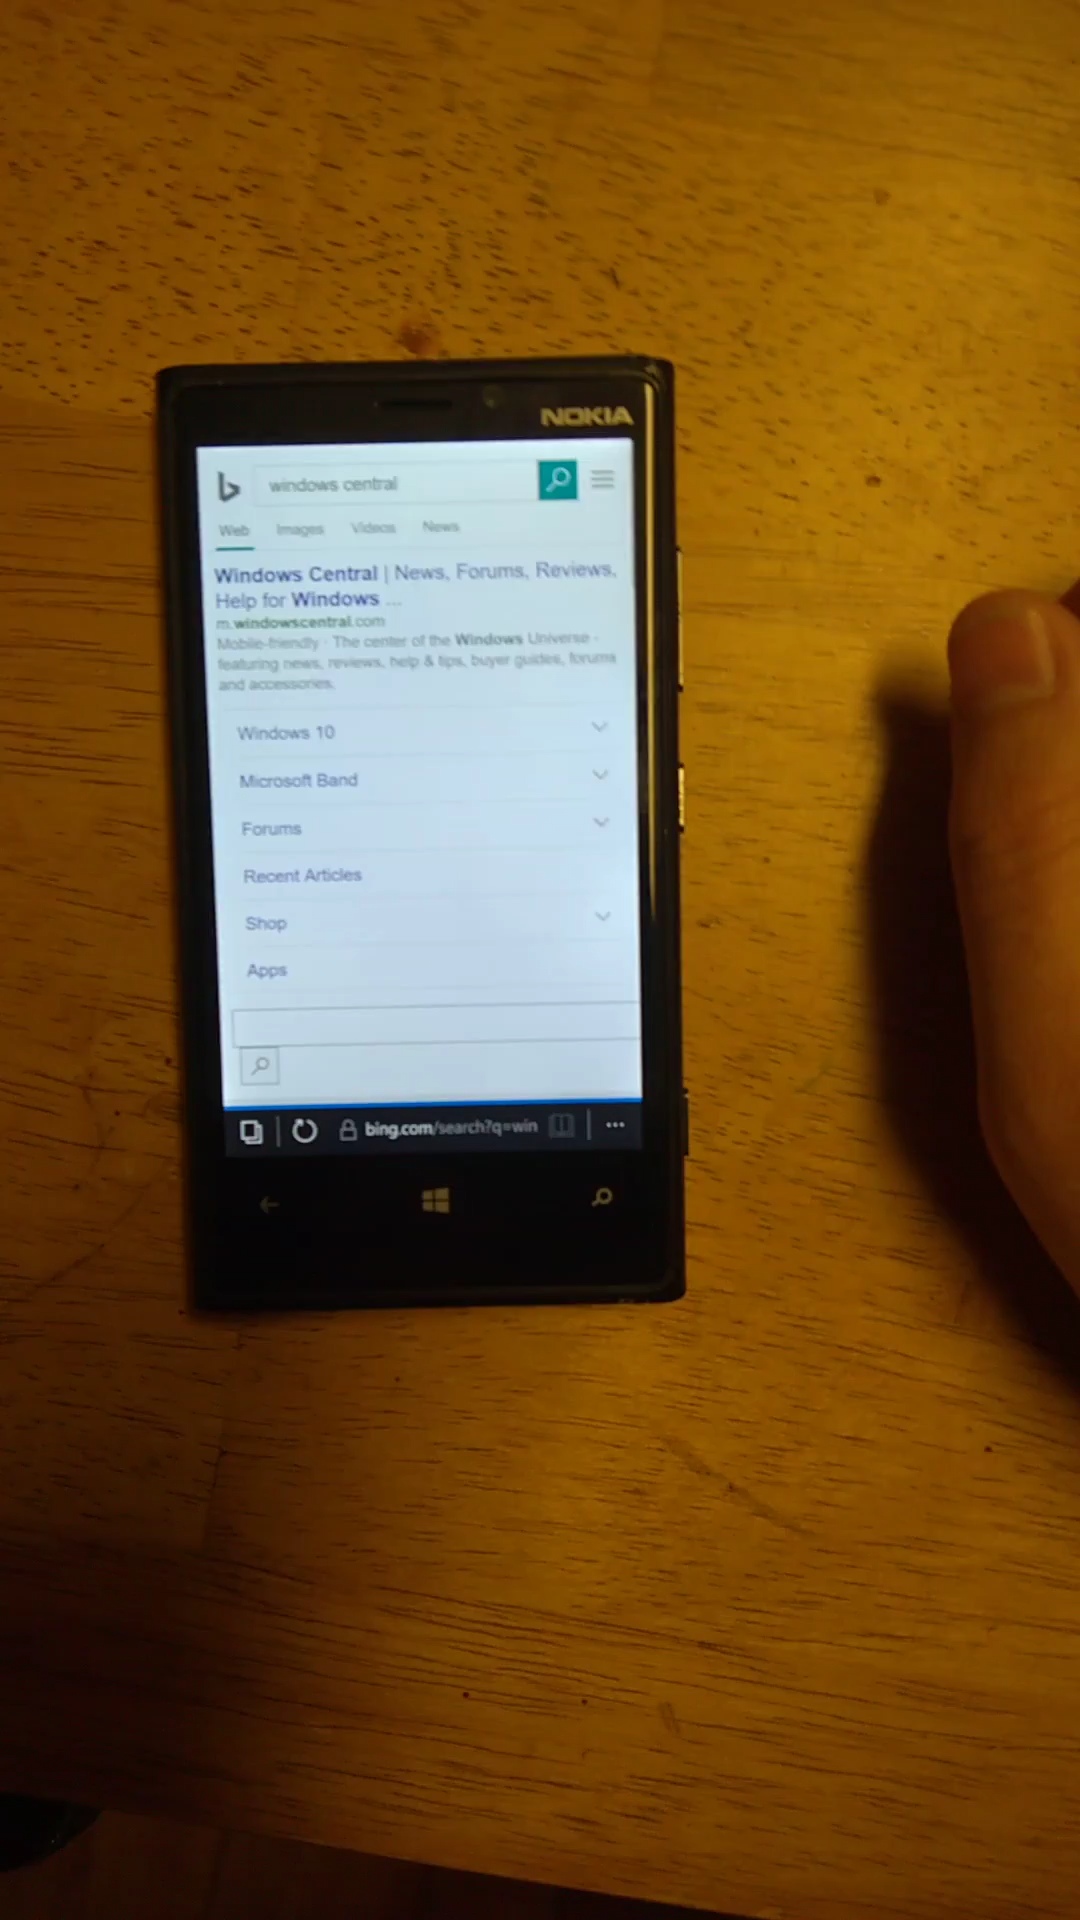 NOKIA
windows central
Web Images Videos News
Windows Central | News, Forums, Reviews,
Help for Windows ...
m.windowscentral.com
Mobile-friendly · The center of the Windows Universe -
featuring news, reviews, help & tips, buyer guides, forums
and accessories.
Windows 10
Microsoft Band
Forums
Recent Articles
Shop
Apps
bing.com/search?q=win